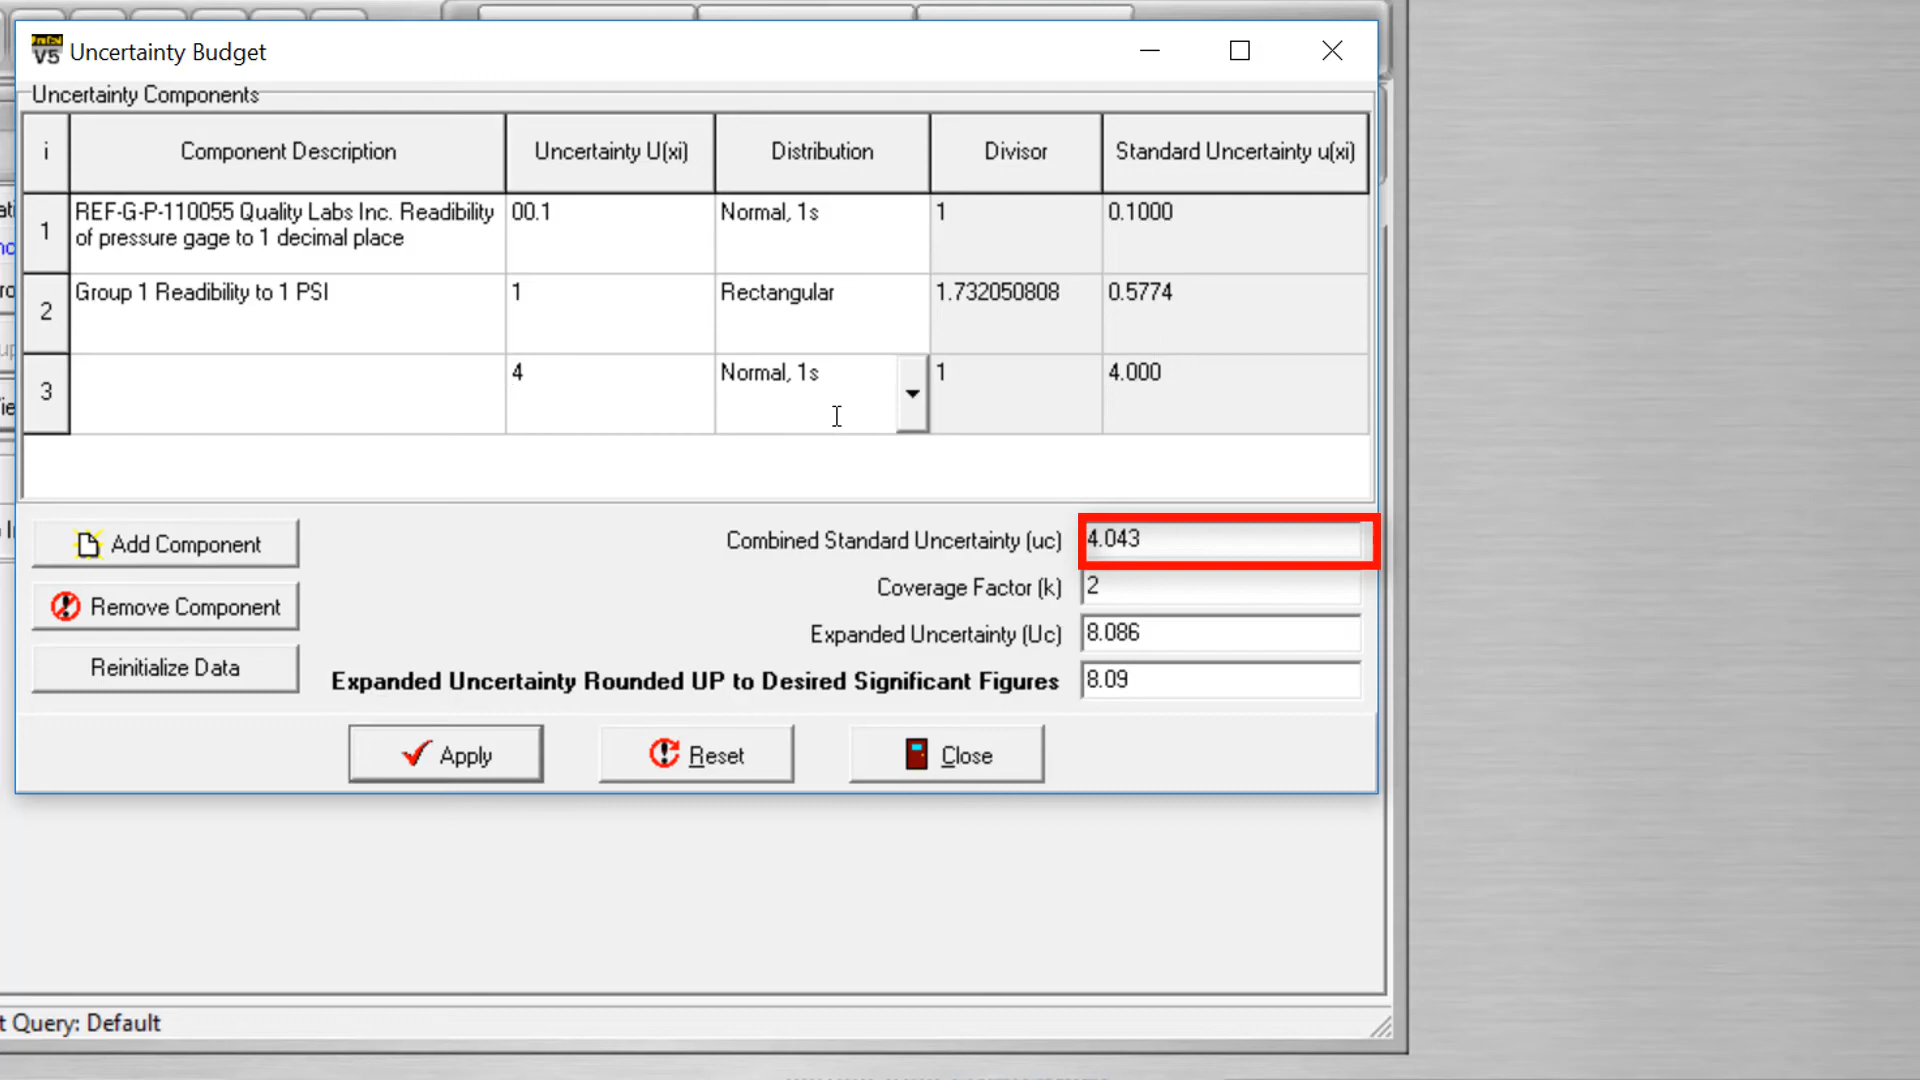 V5 Uncertainty Budget
Uncertainty Components
i Component Description Uncertainty U(xi) Distribution Divisor Standard Uncertainty u(xi)
1 REF-G-P-110055 Quality Labs Inc. Readibility 00.1 Normal, 1s 1 0.1000
of pressure gage to 1 decimal place
2 Group 1 Readibility to 1 PSI 1 Rectangular 1.732050808 0.5774
3 4 Normal, 1s 1 4.000
Add Component Combined Standard Uncertainty (uc) 4.043
Coverage Factor (k) 2
Remove Component
Expanded Uncertainty (Uc) 8.086
Reinitialize Data Expanded Uncertainty Rounded UP to Desired Significant Figures 8.09
Apply Reset Close
t Query: Default